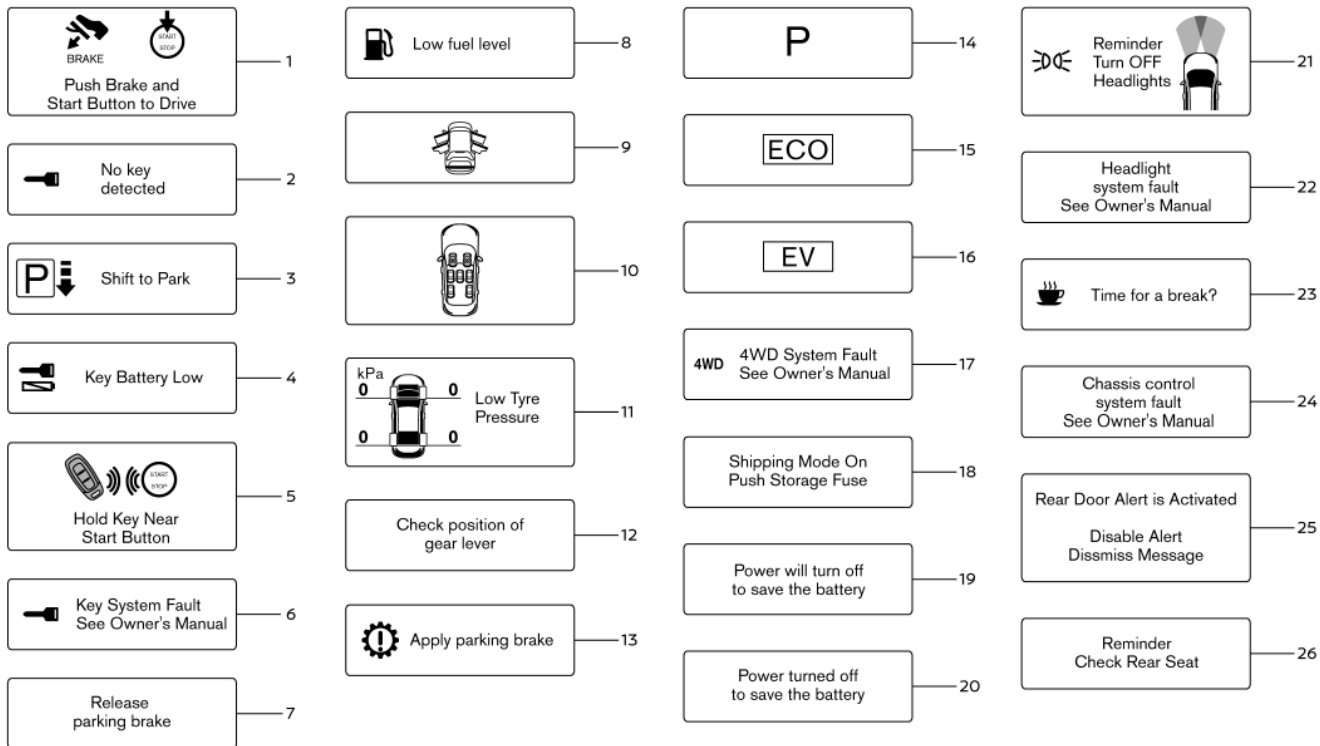 BRAKE
START
STOP
Push Brake and
Start Button to Drive
1
No key
detected
2
P
Shift to Park
3
Key Battery Low
4
START
STOP
Hold Key Near
Start Button
5
Key System Fault
See Owner's Manual
6
Release
parking brake
7
Low fuel level
8
9
10
kPa
0 0
Low Tyre
Pressure
0 0
11
Check position of
gear lever
12
Apply parking brake
13
P
14
ECO
15
EV
16
4WD
4WD System Fault
See Owner's Manual
17
Shipping Mode On
Push Storage Fuse
18
Power will turn off
to save the battery
19
Power turned off
to save the battery
20
Reminder
Turn OFF
Headlights
21
Headlight
system fault
See Owner's Manual
22
Time for a break?
23
Chassis control
system fault
See Owner's Manual
24
Rear Door Alert is Activated
Disable Alert
Dissmiss Message
25
Reminder
Check Rear Seat
26